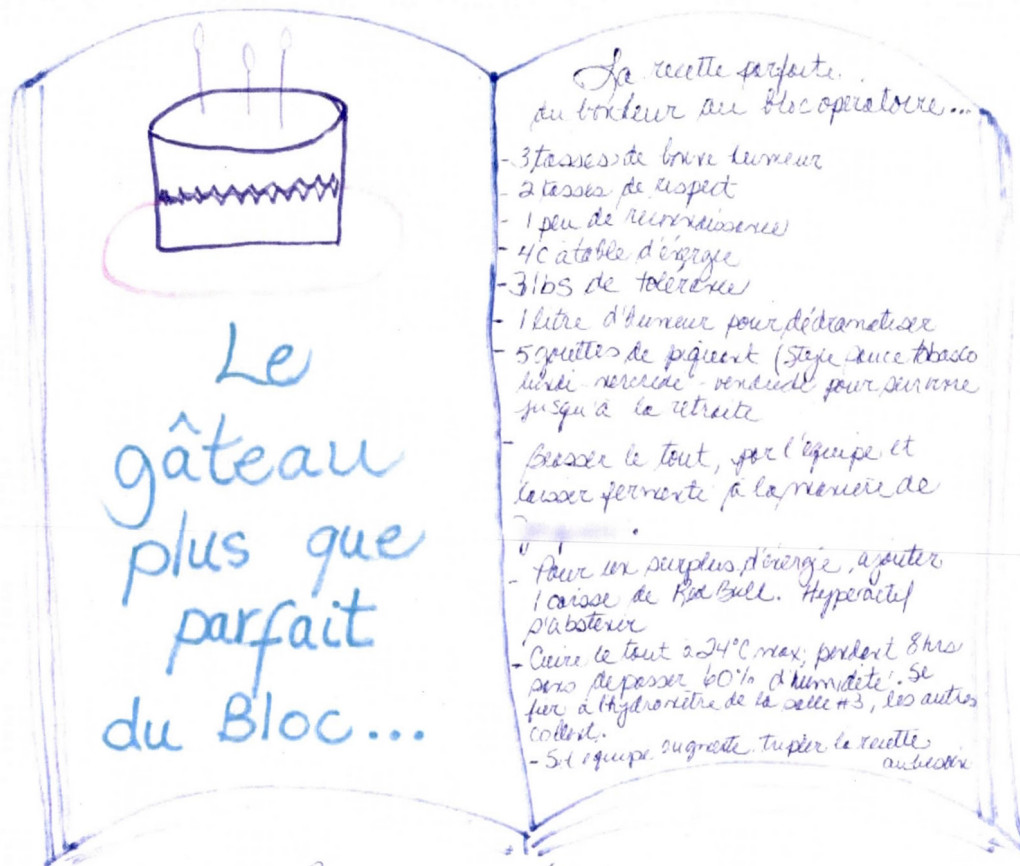 Le
gâteau
plus que
parfait
du Bloc...
La recette parfaite...
du bonheur au bloc opératoire...
- 3 tasses de bonne humeur
- 2 tasses de respect
- 1 peu de reconnaissance
- 4 c à table d'énergie
- 3 lbs de tolérance
- 1 litre d'humeur pour dédramatiser
- 5 gouttes de piquant (style sauce tabasco
lundi - mercredi - vendredi pour survivre
jusqu'à la retraite
- Brasser le tout, par l'équipe et
laisser fermenté à la manière de
- Pour un surplus d'énergie, ajouter
1 caisse de Red Bull. Hyperactif
s'abstenir
- Cuire le tout à 24°C max, pendant 8 hrs
sans dépasser 60% d'humidité. Se
fier à l'hydromètre de la salle #3, les autres
collent.
- Si l'équipe augmente tripler la recette
au besoin